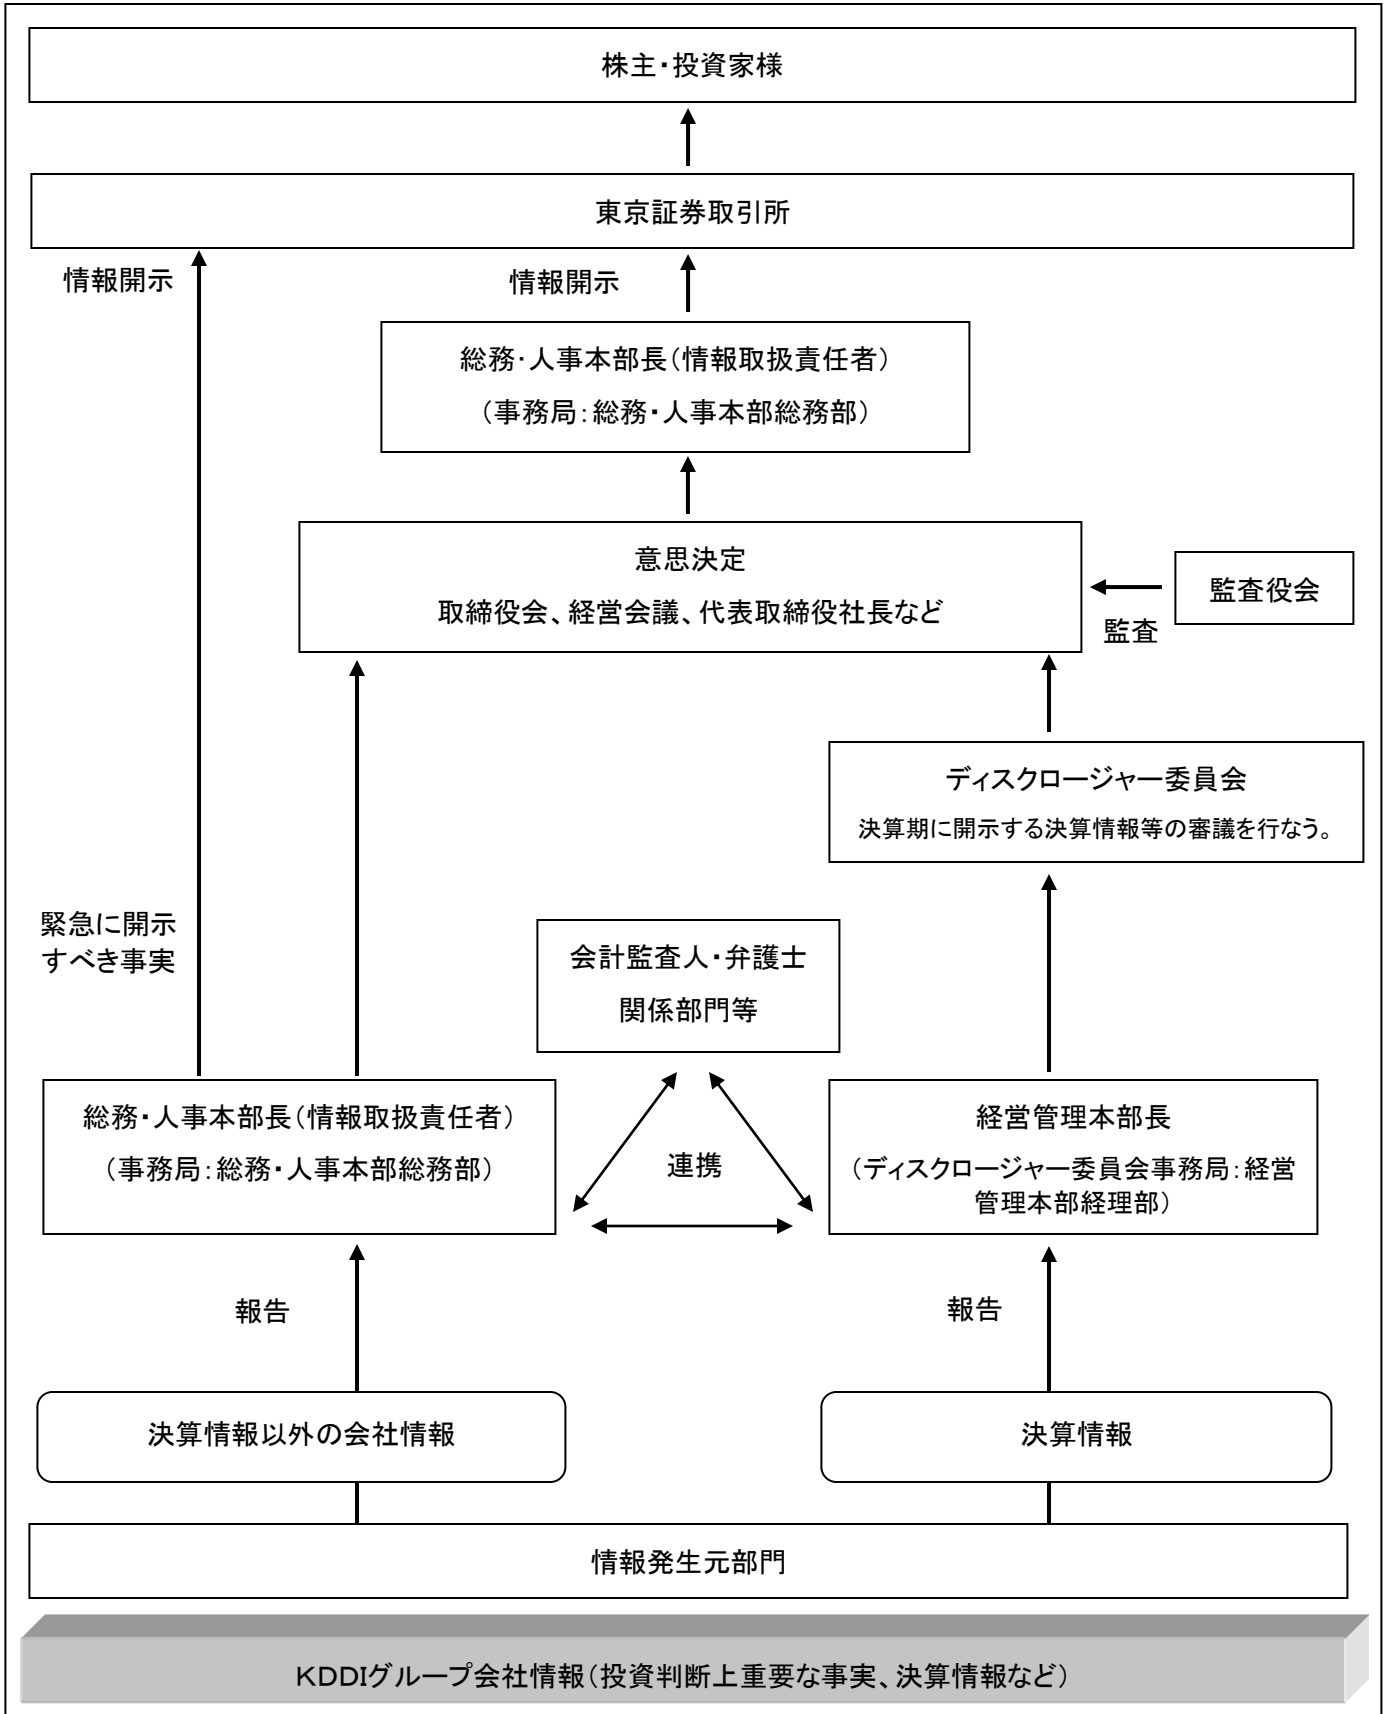 株主・投資家様
東京証券取引所
情報開示
情報開示
総務・人事本部長（情報取扱責任者）
（事務局：総務・人事本部総務部）
意思決定
取締役会、経営会議、代表取締役社長など
監査役会
監査
ディスクロージャー委員会
決算期に開示する決算情報等の審議を行なう。
緊急に開示
すべき事実
会計監査人・弁護士
関係部門等
総務・人事本部長（情報取扱責任者）
（事務局：総務・人事本部総務部）
連携
経営管理本部長
（ディスクロージャー委員会事務局：経営
管理本部経理部）
報告
報告
決算情報以外の会社情報
決算情報
情報発生元部門
ＫＤＤＩグループ会社情報（投資判断上重要な事実、決算情報など）